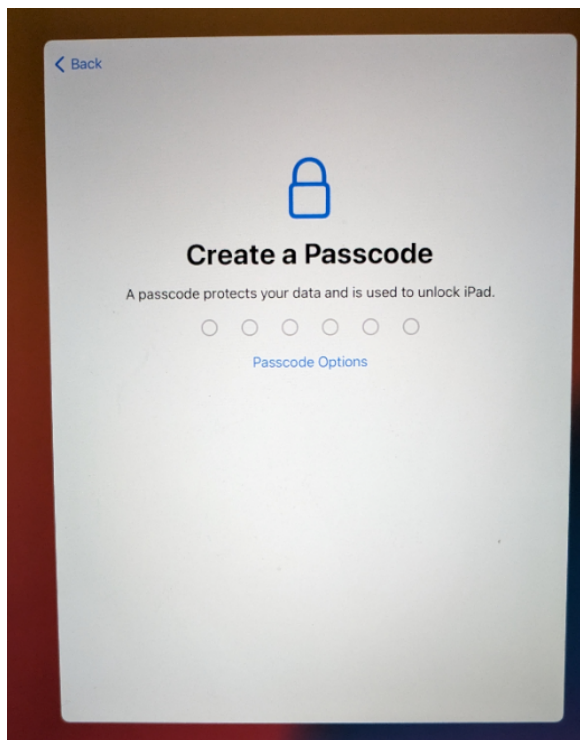 Back
Create a Passcode
A passcode protects your data and is used to unlock iPad.
Passcode Options